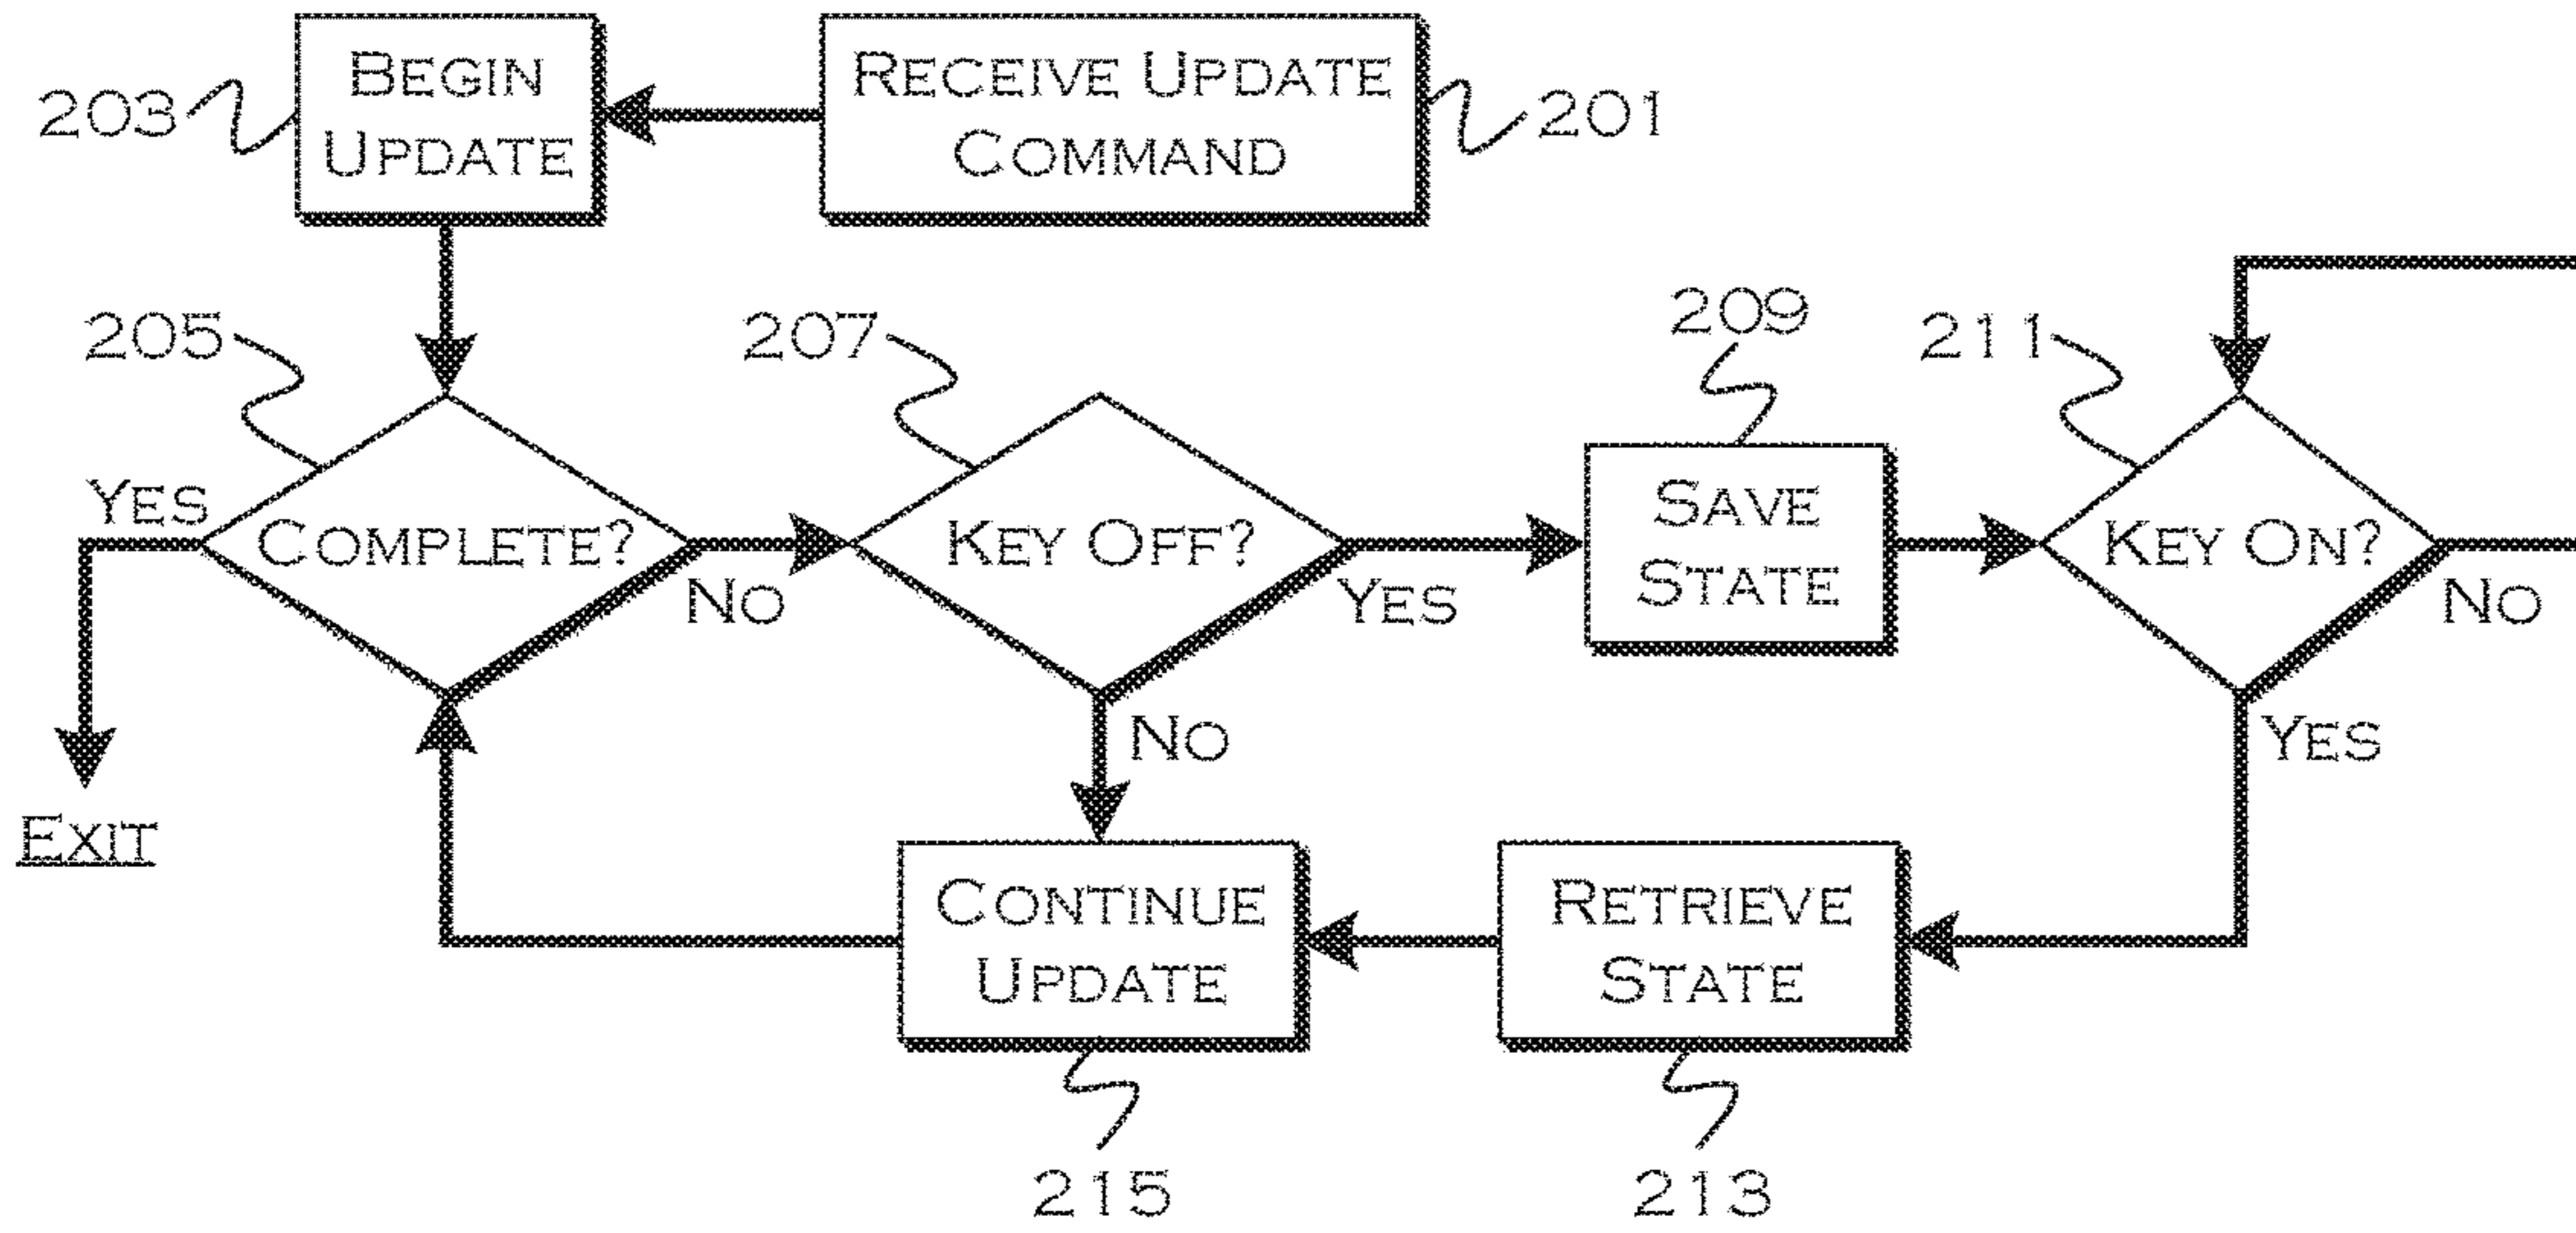 BEGIN
UPDATE
RECEIVE UPDATE
COMMAND
203
201
205
207
209
211
YES
COMPLETE?
NO
KEY OFF?
YES
SAVE
STATE
KEY ON?
NO
NO
YES
EXIT
CONTINUE
UPDATE
RETRIEVE
STATE
215
213